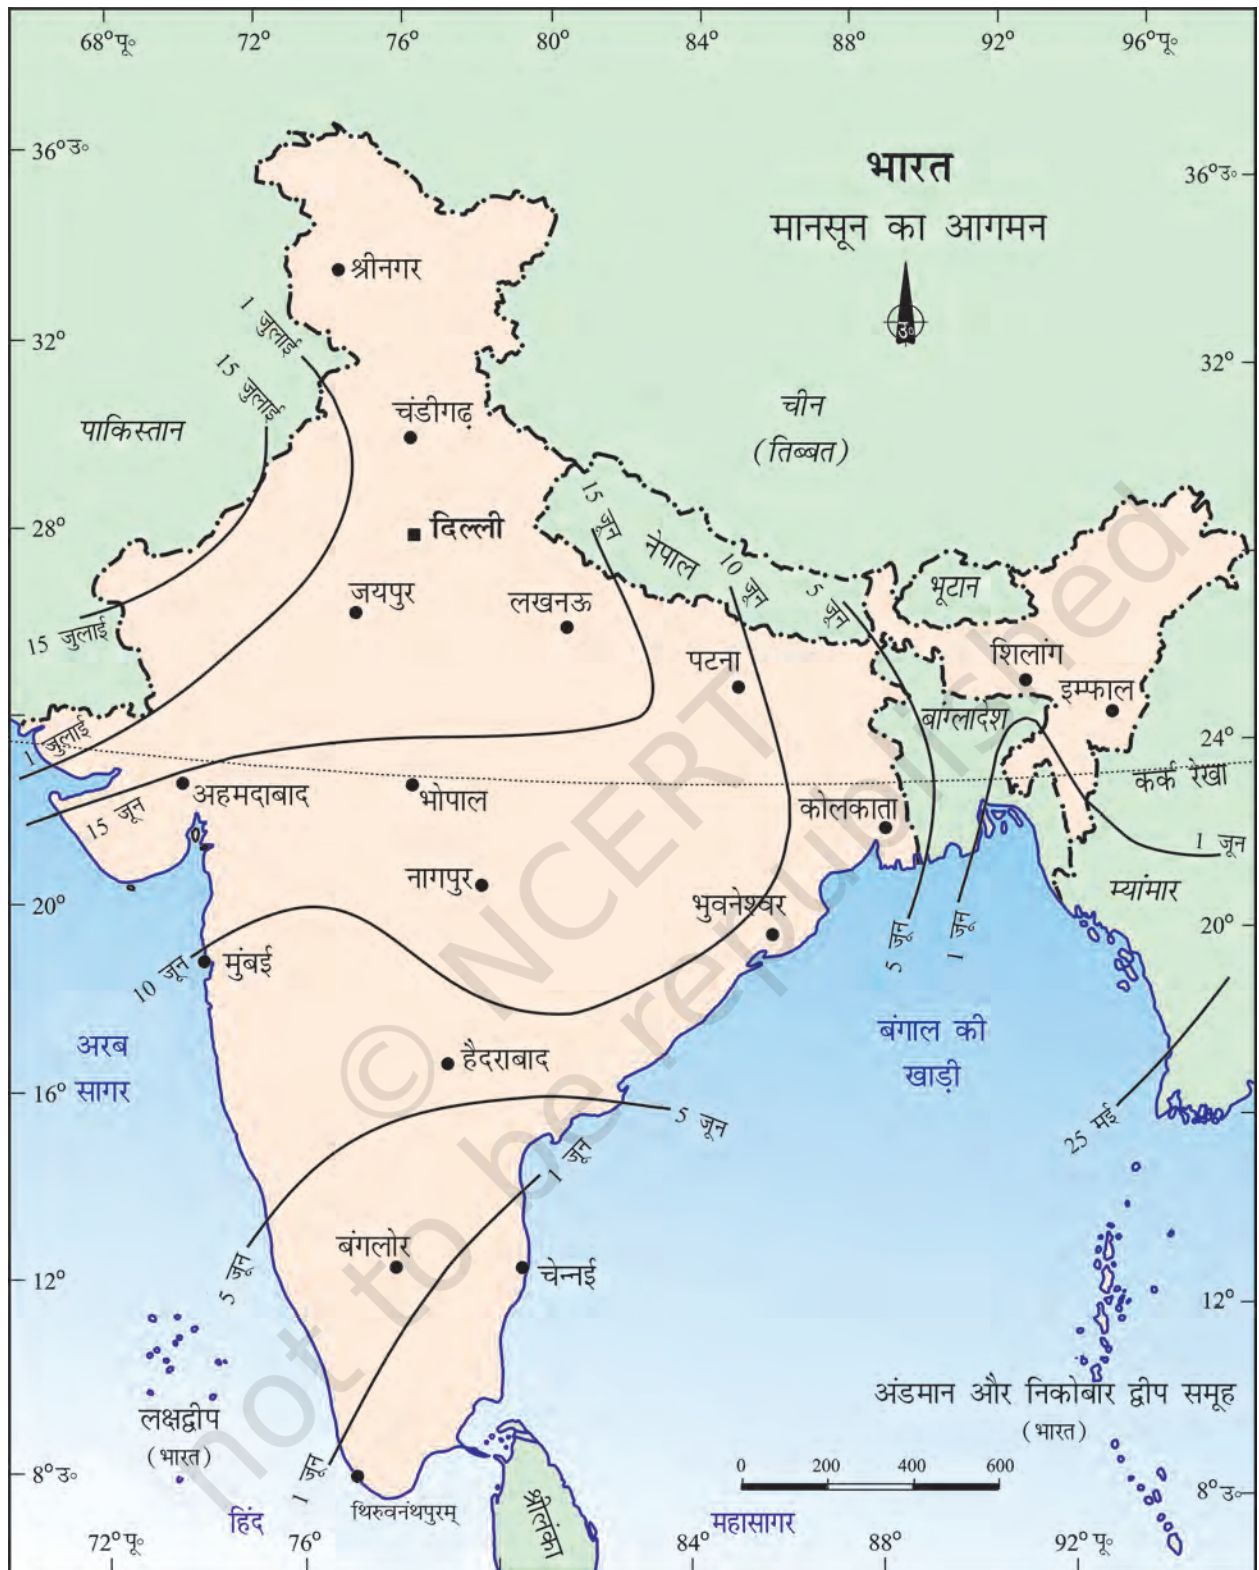 68°पू॰ 72° 76° 80° 84° 88° 92° 96°पू॰
36°उ॰
36°उ॰
भारत
मानसून का आगमन
उ॰
श्रीनगर
1 जुलाई
32°
32°
15 जुलाई
चंडीगढ़
चीन
(तिब्बत)
पाकिस्तान
15 जून
28°
28°
दिल्ली
नेपाल
10 जून
5 जून
भूटान
जयपुर
लखनऊ
15 जुलाई
पटना
शिलांग
इम्फाल
बांग्लादेश
1 जुलाई
24°
कर्क रेखा
15 जून
अहमदाबाद
भोपाल
कोलकाता
1 जून
नागपुर
म्यांमार
भुवनेश्वर
20°
20°
5 जून
1 जून
10 जून
मुंबई
अरब
सागर
बंगाल की
खाड़ी
हैदराबाद
16°
16°
5 जून
25 मई
1 जून
बंगलोर
चेन्नई
5 जून
12°
12°
लक्षद्वीप
(भारत)
अंडमान और निकोबार द्वीप समूह
(भारत)
1 जून
0 200 400 600
8°उ॰
8°उ॰
थिरुवनंथपुरम्
हिंद
महासागर
श्रीलंका
72°पू॰ 76° 84° 88° 92°पू॰
© NCERT
not to be republished